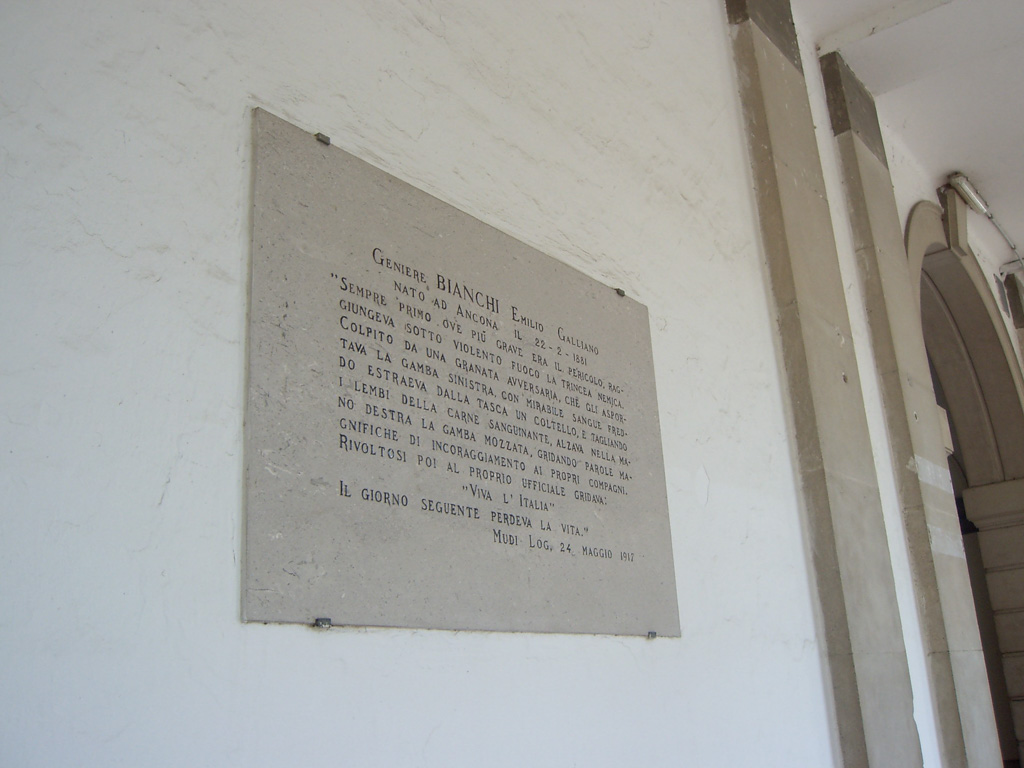 GENIERE BIANCHI EMILIO GALLIANO
NATO AD ANCONA IL 22-2-1881
"SEMPRE PRIMO OVE PIÙ GRAVE ERA IL PERICOLO, RAG-
GIUNGEVA SOTTO VIOLENTO FUOCO LA TRINCEA NEMICA.
COLPITO DA UNA GRANATA AVVERSARIA, CHE GLI ASPOR-
TAVA LA GAMBA SINISTRA, CON MIRABILE SANGUE FRED-
DO ESTRAEVA DALLA TASCA UN COLTELLO, E TAGLIANDO
I LEMBI DELLA CARNE SANGUINANTE, ALZAVA NELLA MA-
NO DESTRA LA GAMBA MOZZATA, GRIDANDO PAROLE MA-
GNIFICHE DI INCORAGGIAMENTO AI PROPRI COMPAGNI.
RIVOLTOSI POI AL PROPRIO UFFICIALE GRIDAVA:
"VIVA L'ITALIA"
IL GIORNO SEGUENTE PERDEVA LA VITA."
MUDI LOG, 24 MAGGIO 1917